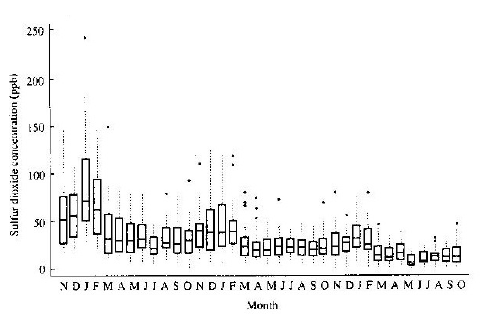 250
200
150
100
50
0
Sulfur dioxide concentration (ppb)
N D J F M A M J J A S O N D J F M A M J J A S O N D J F M A M J J A S O
Month